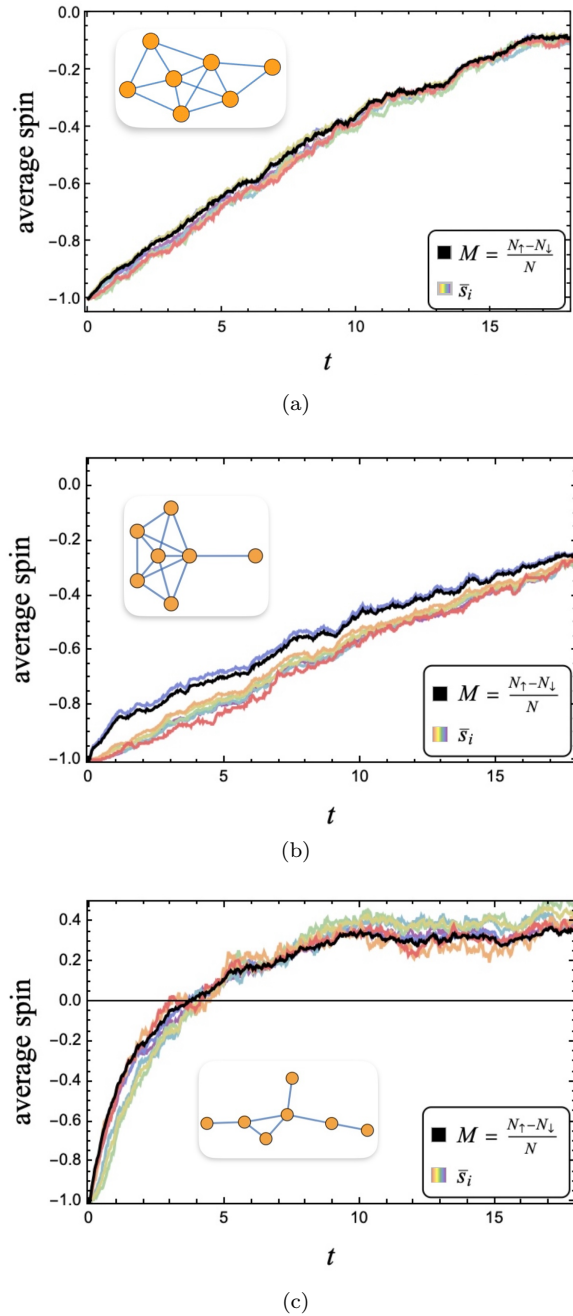 0.0
-0.2
-0.4
-0.6
-0.8
-1.0
average spin
M = N↑−N↓ / N
s̄ᵢ
0 5 10 15
t
(a)
0.0
-0.2
-0.4
-0.6
-0.8
-1.0
average spin
M = N↑−N↓ / N
s̄ᵢ
0 5 10 15
t
(b)
0.4
0.2
0.0
-0.2
-0.4
-0.6
-0.8
-1.0
average spin
M = N↑−N↓ / N
s̄ᵢ
0 5 10 15
t
(c)